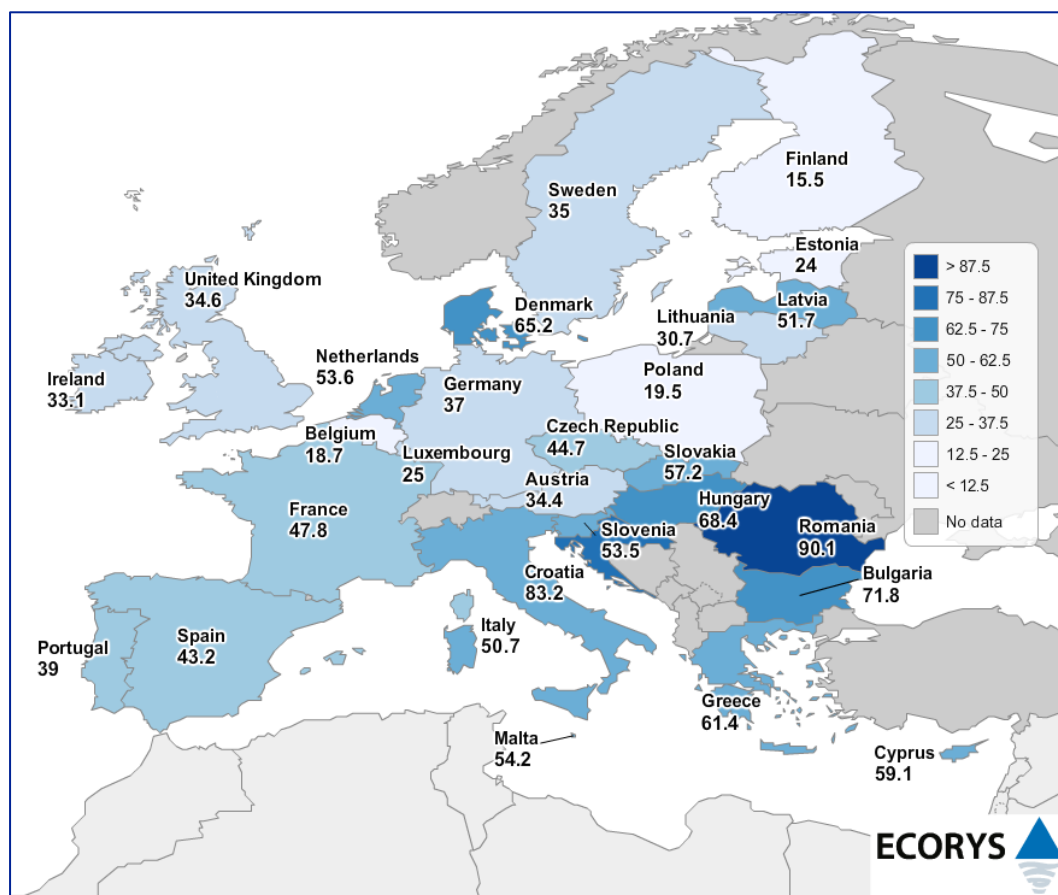 Finland
15.5
Sweden
35
Estonia
24
United Kingdom
34.6
Denmark
65.2
Latvia
51.7
Lithuania
30.7
Netherlands
53.6
Ireland
33.1
Germany
37
Poland
19.5
Belgium
18.7
Czech Republic
44.7
Luxembourg
25
Slovakia
57.2
Austria
34.4
Hungary
68.4
France
47.8
Slovenia
53.5
Romania
90.1
Croatia
83.2
Bulgaria
71.8
Italy
50.7
Spain
43.2
Portugal
39
Greece
61.4
Malta
54.2
Cyprus
59.1
> 87.5
75 - 87.5
62.5 - 75
50 - 62.5
37.5 - 50
25 - 37.5
12.5 - 25
< 12.5
No data
ECORYS